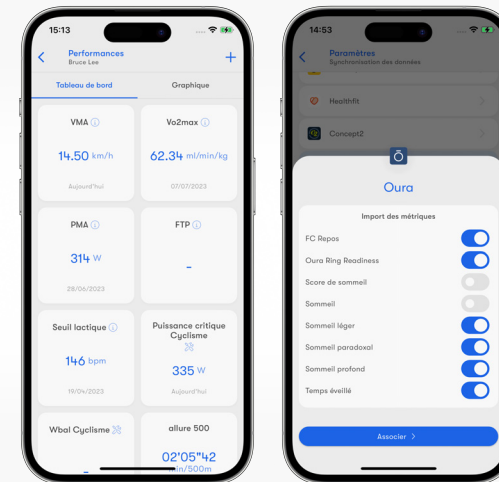 15:13
Performances
Bruce Lee
Tableau de bord
Graphique
VMA
14.50 km/h
Aujourd'hui
Vo2max
62.34 ml/min/kg
07/07/2023
PMA
314 W
28/06/2023
FTP
-
Seuil lactique
146 bpm
19/04/2023
Puissance critique
Cyclisme
335 W
Aujourd'hui
Wbal Cyclisme
-
allure 500
02'05"42
min/500m
14:53
Paramètres
Synchronisation des données
Healthfit
Concept2
Oura
Import des métriques
FC Repos
Oura Ring Readiness
Score de sommeil
Sommeil
Sommeil léger
Sommeil paradoxal
Sommeil profond
Temps éveillé
Associer >